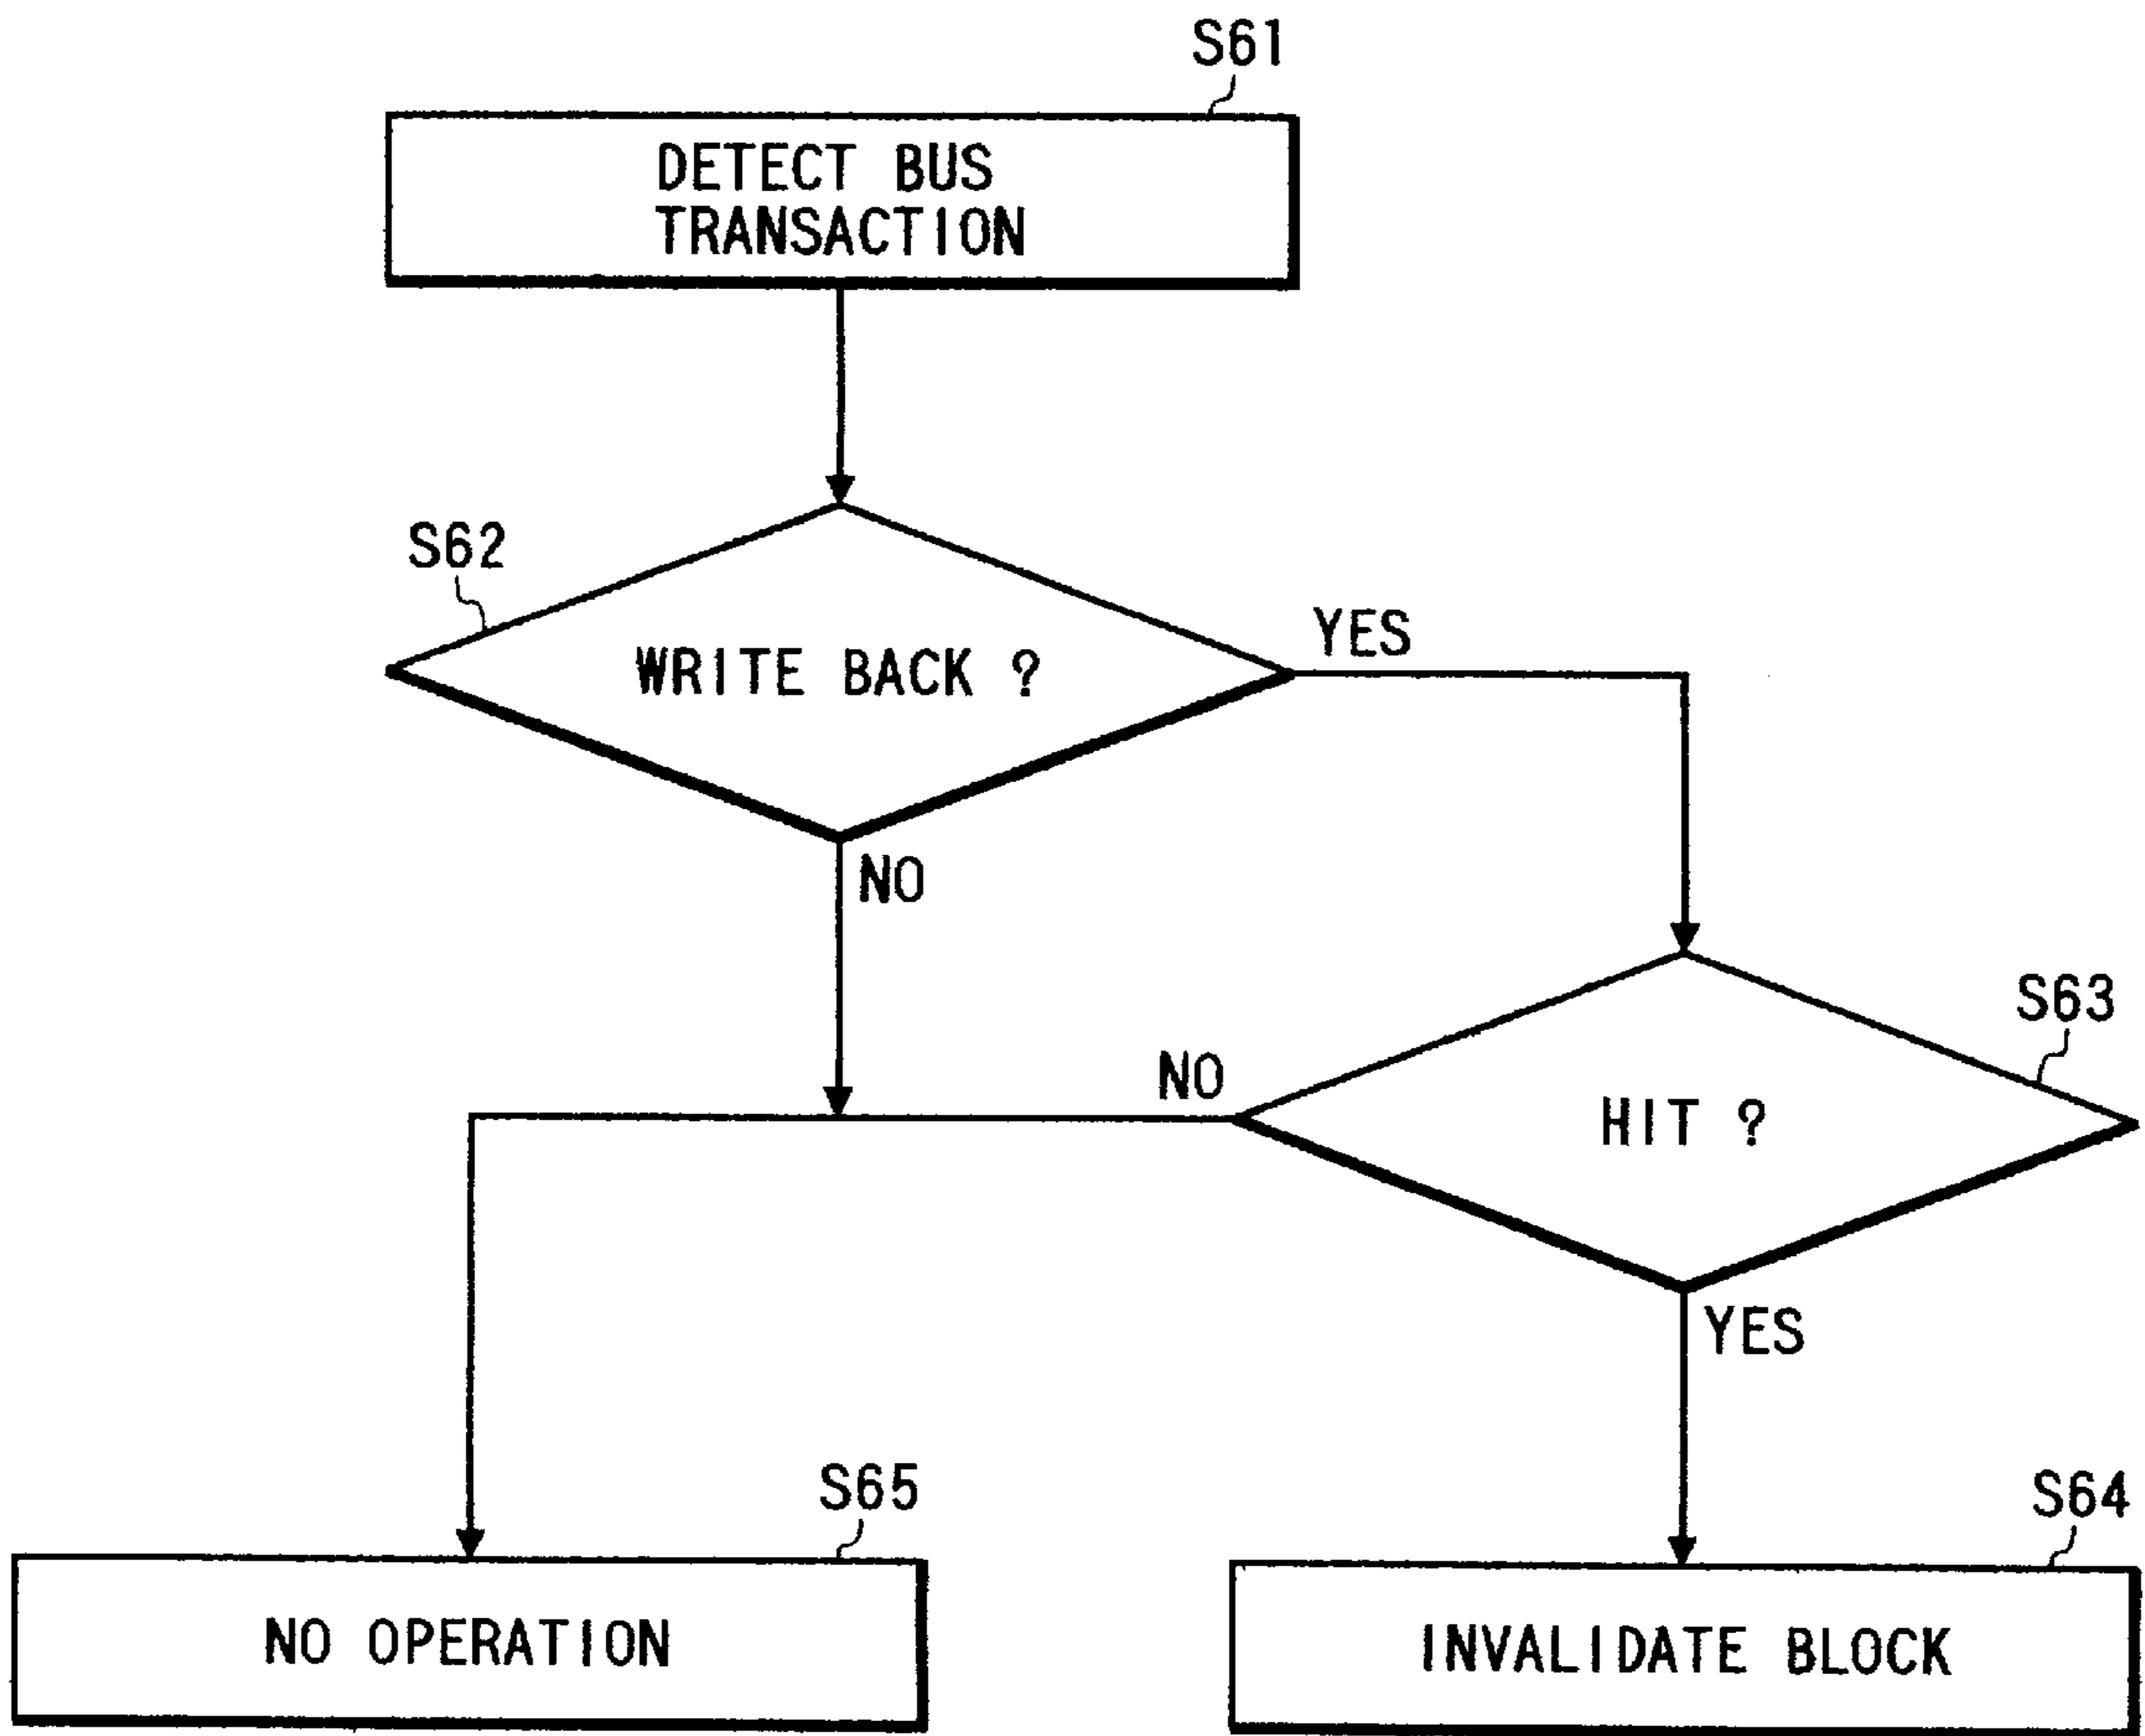 S61
DETECT BUS
TRANSACTION
S62
WRITE BACK ?
YES
NO
S63
NO
HIT ?
YES
S65
NO OPERATION
S64
INVALIDATE BLOCK